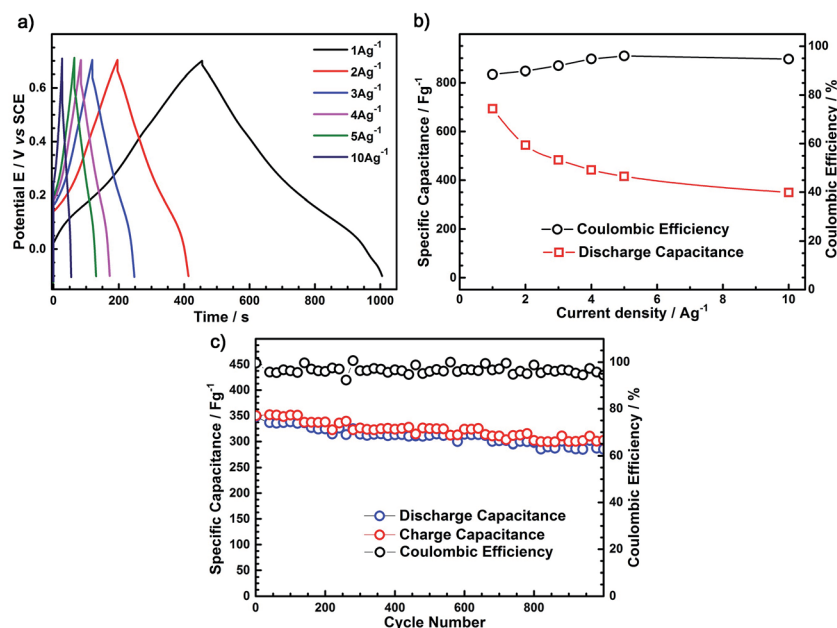 a)
1Ag-1
2Ag-1
3Ag-1
4Ag-1
5Ag-1
10Ag-1
Potential E / V vs SCE
0.6
0.4
0.2
0.0
0 200 400 600 800 1000
Time / s
b)
Specific Capacitance / Fg-1
800
600
400
200
0
100
80
60
40
20
0
Coulombic Efficiency / %
Coulombic Efficiency
Discharge Capacitance
0 2 4 6 8 10
Current density / Ag-1
c)
Specific Capacitance / Fg-1
450
400
350
300
250
200
150
100
50
0
100
80
60
40
20
0
Coulombic Efficiency / %
Discharge Capacitance
Charge Capacitance
Coulombic Efficiency
0 200 400 600 800
Cycle Number